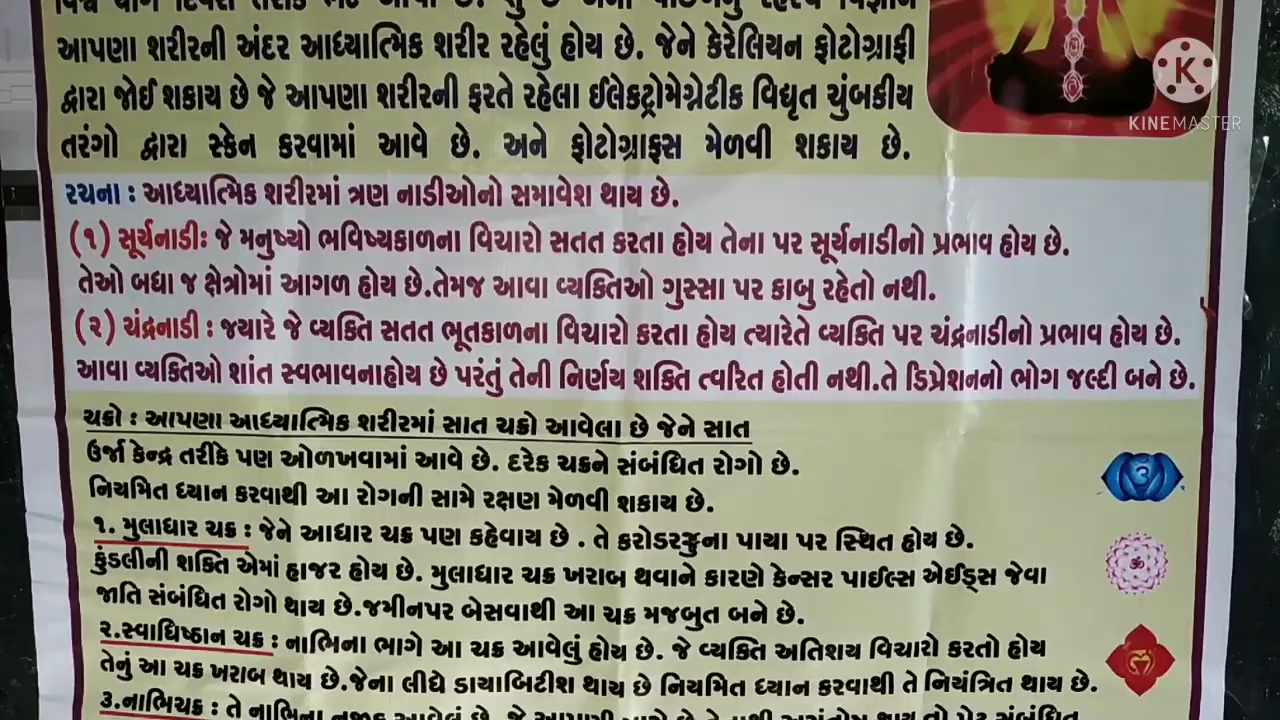 આપણા શરીરની અંદર આધ્યાત્મિક શરીર રહેલું હોય છે. જેને કેરેલિયન ફોટોગ્રાફી
દ્વારા જોઈ શકાય છે જે આપણા શરીરની ફરતે રહેલા ઈલેકટ્રોમેગ્નેટીક વિદ્યુત ચુંબકીય
તરંગો દ્વારા સ્કેન કરવામાં આવે છે. અને ફોટોગ્રાફસ મેળવી શકાય છે.
KINEMASTER
રચના : આધ્યાત્મિક શરીરમાં ત્રણ નાડીઓનો સમાવેશ થાય છે.
(૧) સૂર્યનાડી: જે મનુષ્યો ભવિષ્યકાળના વિચારો સતત કરતા હોય તેના પર સૂર્યનાડીનો પ્રભાવ હોય છે.
તેઓ બધા જ ક્ષેત્રોમાં આગળ હોય છે.તેમજ આવા વ્યક્તિઓ ગુસ્સા પર કાબુ રહેતો નથી.
(૨) ચંદ્રનાડી : જ્યારે જે વ્યક્તિ સતત ભૂતકાળના વિચારો કરતા હોય ત્યારેતે વ્યક્તિ પર ચંદ્રનાડીનો પ્રભાવ હોય છે.
આવા વ્યક્તિઓ શાંત સ્વભાવનાહોય છે પરંતું તેની નિર્ણય શક્તિ ત્વરિત હોતી નથી.તે ડિપ્રેશનનો ભોગ જલ્દી બને છે.
ચક્રો : આપણા આધ્યાત્મિક શરીરમાં સાત ચક્રો આવેલા છે જેને સાત
ઉર્જા કેન્દ્ર તરીકે પણ ઓળખવામાં આવે છે. દરેક ચક્રને સંબંધિત રોગો છે.
નિયમિત ધ્યાન કરવાથી આ રોગની સામે રક્ષણ મેળવી શકાય છે.
૧. મુલાધાર ચક્ર : જેને આધાર ચક્ર પણ કહેવાય છે . તે કરોડરજ્જુના પાયા પર સ્થિત હોય છે.
કુંડલીની શક્તિ એમાં હાજર હોય છે. મુલાધાર ચક્ર ખરાબ થવાને કારણે કેન્સર પાઈલ્સ એઈડ્સ જેવા
જાતિ સંબંધિત રોગો થાય છે.જમીનપર બેસવાથી આ ચક્ર મજબુત બને છે.
૨.સ્વાધિષ્ઠાન ચક્ર : નાભિના ભાગે આ ચક્ર આવેલું હોય છે. જે વ્યક્તિ અતિશય વિચારો કરતો હોય
તેનું આ ચક્ર ખરાબ થાય છે.જેના લીધે ડાયાબિટીશ થાય છે નિયમિત ધ્યાન કરવાથી તે નિયંત્રિત થાય છે.
૩.નાભિચક્ર : તે નાભિના